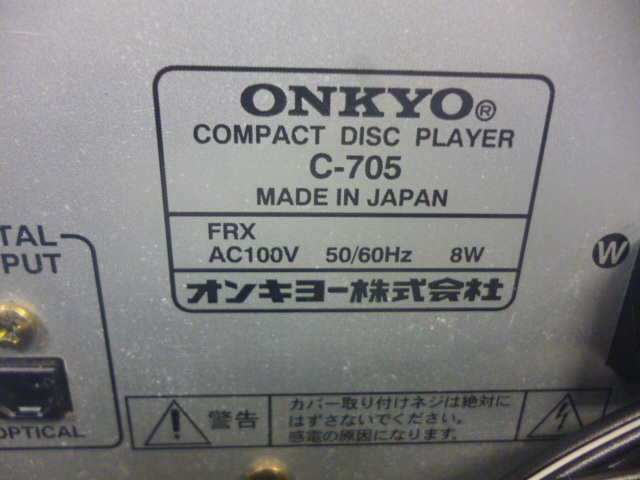 ONKYO®
COMPACT DISC PLAYER
C-705
MADE IN JAPAN
FRX
AC100V 50/60Hz 8W
オンキヨー株式会社
TAL
PUT
OPTICAL
W
警告
カバー取り付けネジは絶対に
はずさないでください。
感電の原因になります。